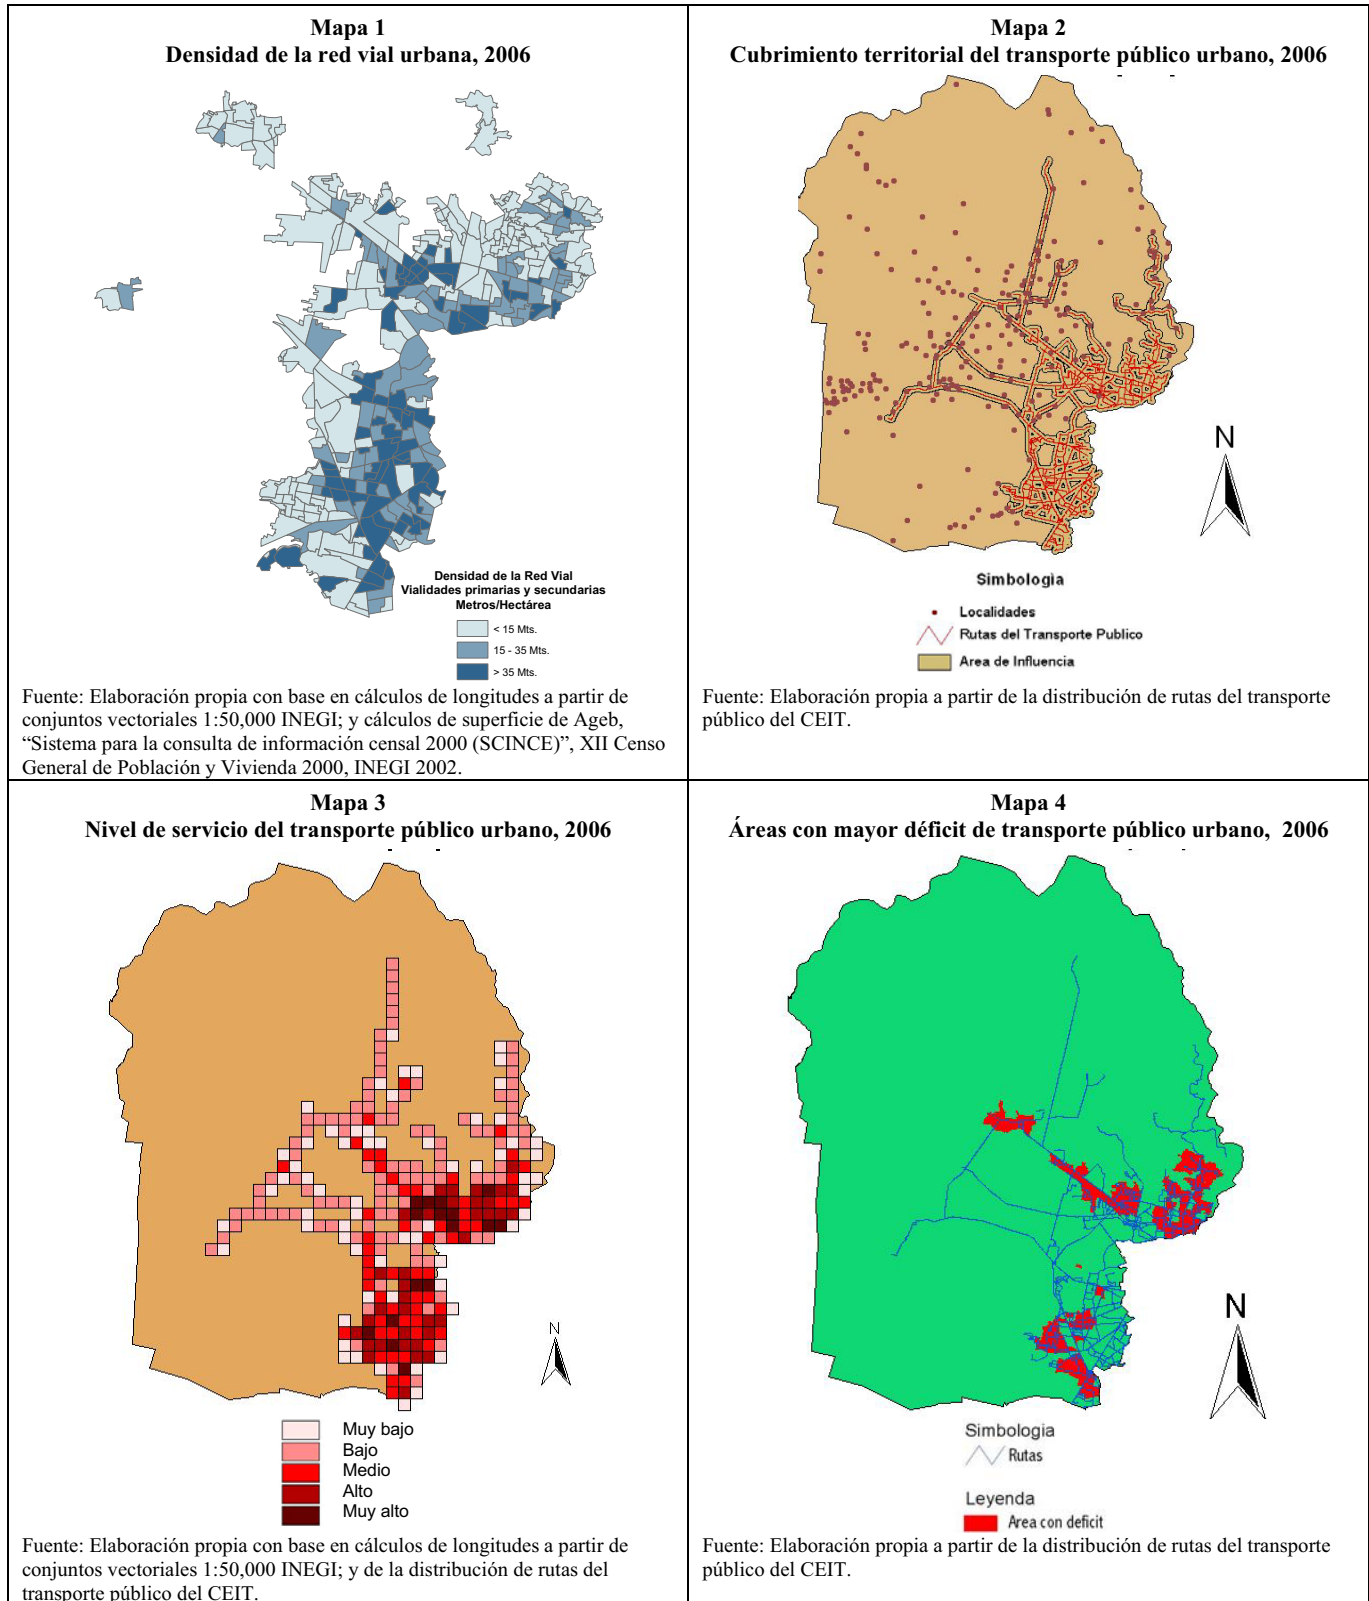 Mapa 1
Densidad de la red vial urbana, 2006
Densidad de la Red Vial
Vialidades primarias y secundarias
Metros/Hectárea
< 15 Mts.
15 - 35 Mts.
> 35 Mts.
Fuente: Elaboración propia con base en cálculos de longitudes a partir de
conjuntos vectoriales 1:50,000 INEGI; y cálculos de superficie de Ageb,
“Sistema para la consulta de información censal 2000 (SCINCE)”, XII Censo
General de Población y Vivienda 2000, INEGI 2002.
Mapa 2
Cubrimiento territorial del transporte público urbano, 2006
N
Simbologìa
Localidades
Rutas del Transporte Publico
Area de Influencia
Fuente: Elaboración propia a partir de la distribución de rutas del transporte
público del CEIT.
Mapa 3
Nivel de servicio del transporte público urbano, 2006
N
Muy bajo
Bajo
Medio
Alto
Muy alto
Fuente: Elaboración propia con base en cálculos de longitudes a partir de
conjuntos vectoriales 1:50,000 INEGI; y de la distribución de rutas del
transporte público del CEIT.
Mapa 4
Áreas con mayor déficit de transporte público urbano, 2006
N
Simbologia
Rutas
Leyenda
Area con deficit
Fuente: Elaboración propia a partir de la distribución de rutas del transporte
público del CEIT.